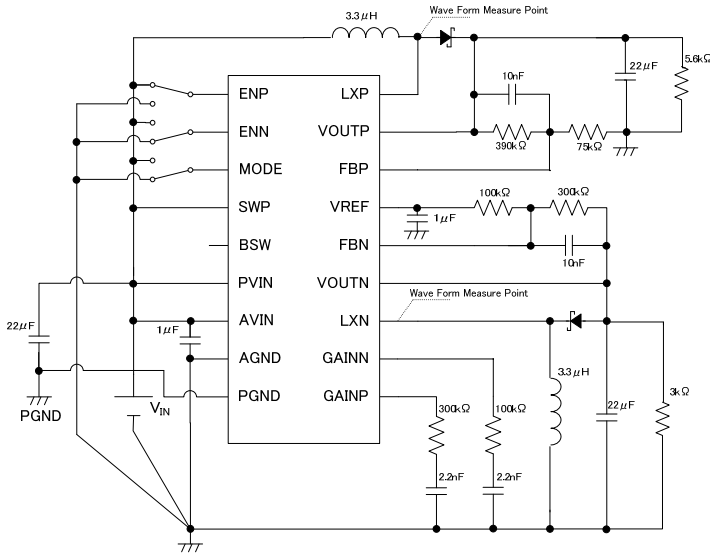 3.3μH
Wave Form Measure Point
10nF
22μF
5.6kΩ
390kΩ
75kΩ
ENP
LXP
ENN
VOUTP
MODE
FBP
SWP
VREF
1μF
100kΩ
300kΩ
BSW
FBN
10nF
PVIN
VOUTN
Wave Form Measure Point
22μF
1μF
AVIN
LXN
AGND
GAINN
3.3μH
PGND
GAINP
PGND
VIN
300kΩ
100kΩ
22μF
3kΩ
2.2nF
2.2nF